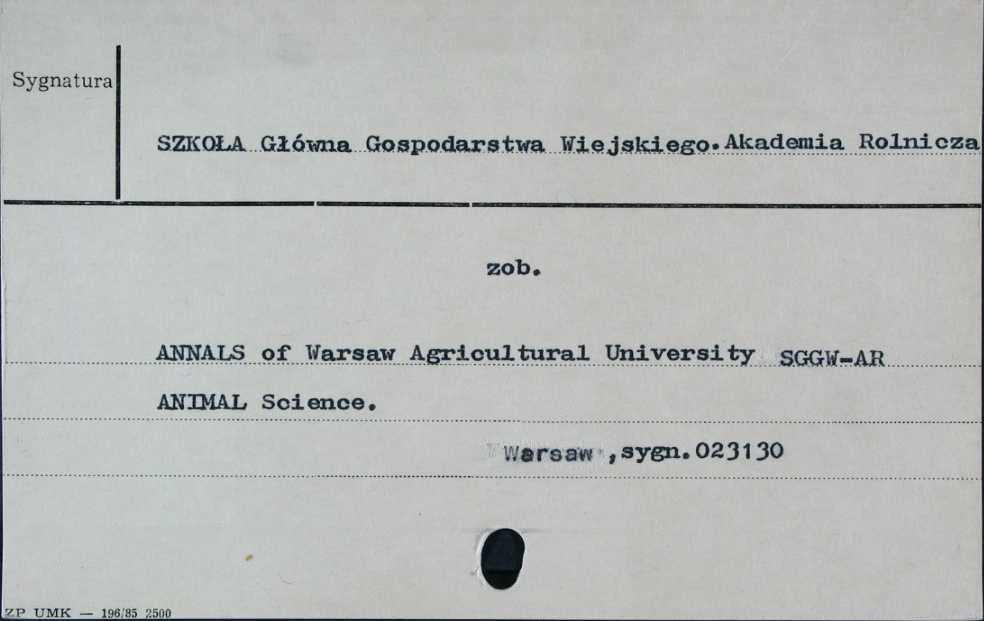 Sygnatura
SZKOŁA Główna Gospodarstwa Wiejskiego.Akademia Rolnicza
zob.
ANNALS of Warsaw Agricultural University SGGW-AR
ANIMAL Science.
Warsaw ,sygn.023130
ZP UMK — 196/85 2500